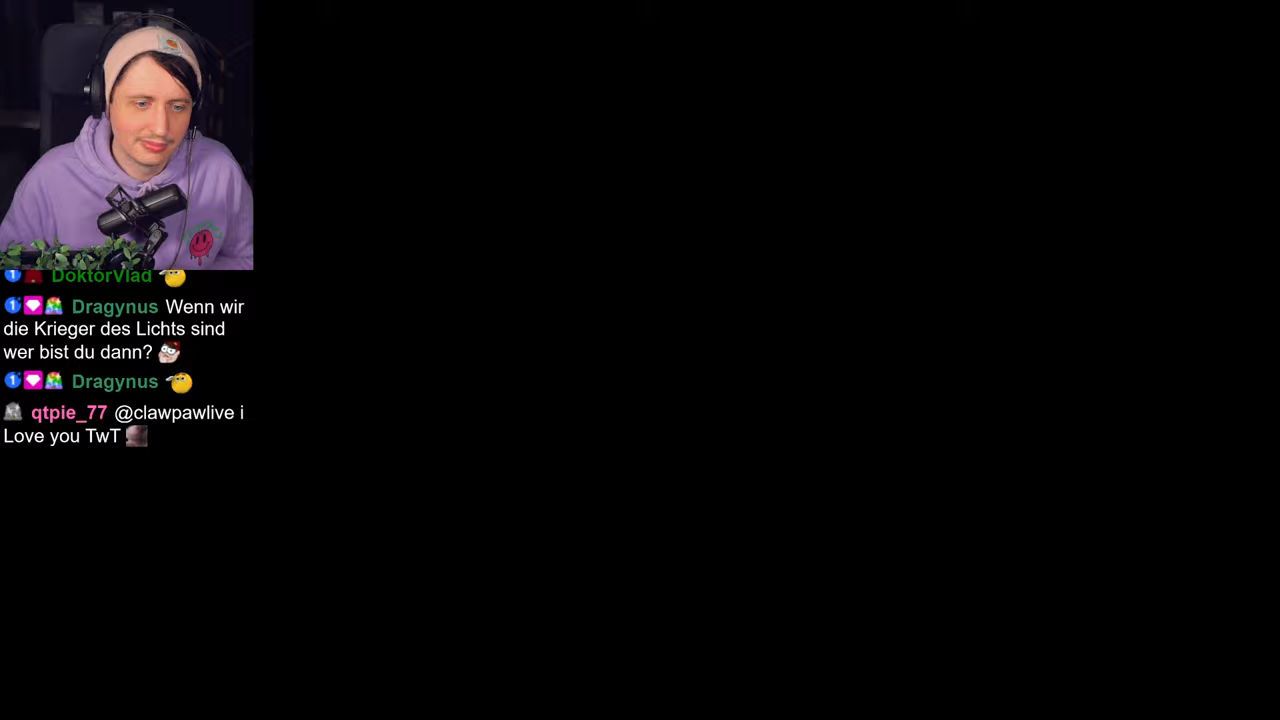 DoktorVlad
Dragynus Wenn wir
die Krieger des Lichts sind
wer bist du dann?
Dragynus
qtpie_77 @clawpawlive i
Love you TwT